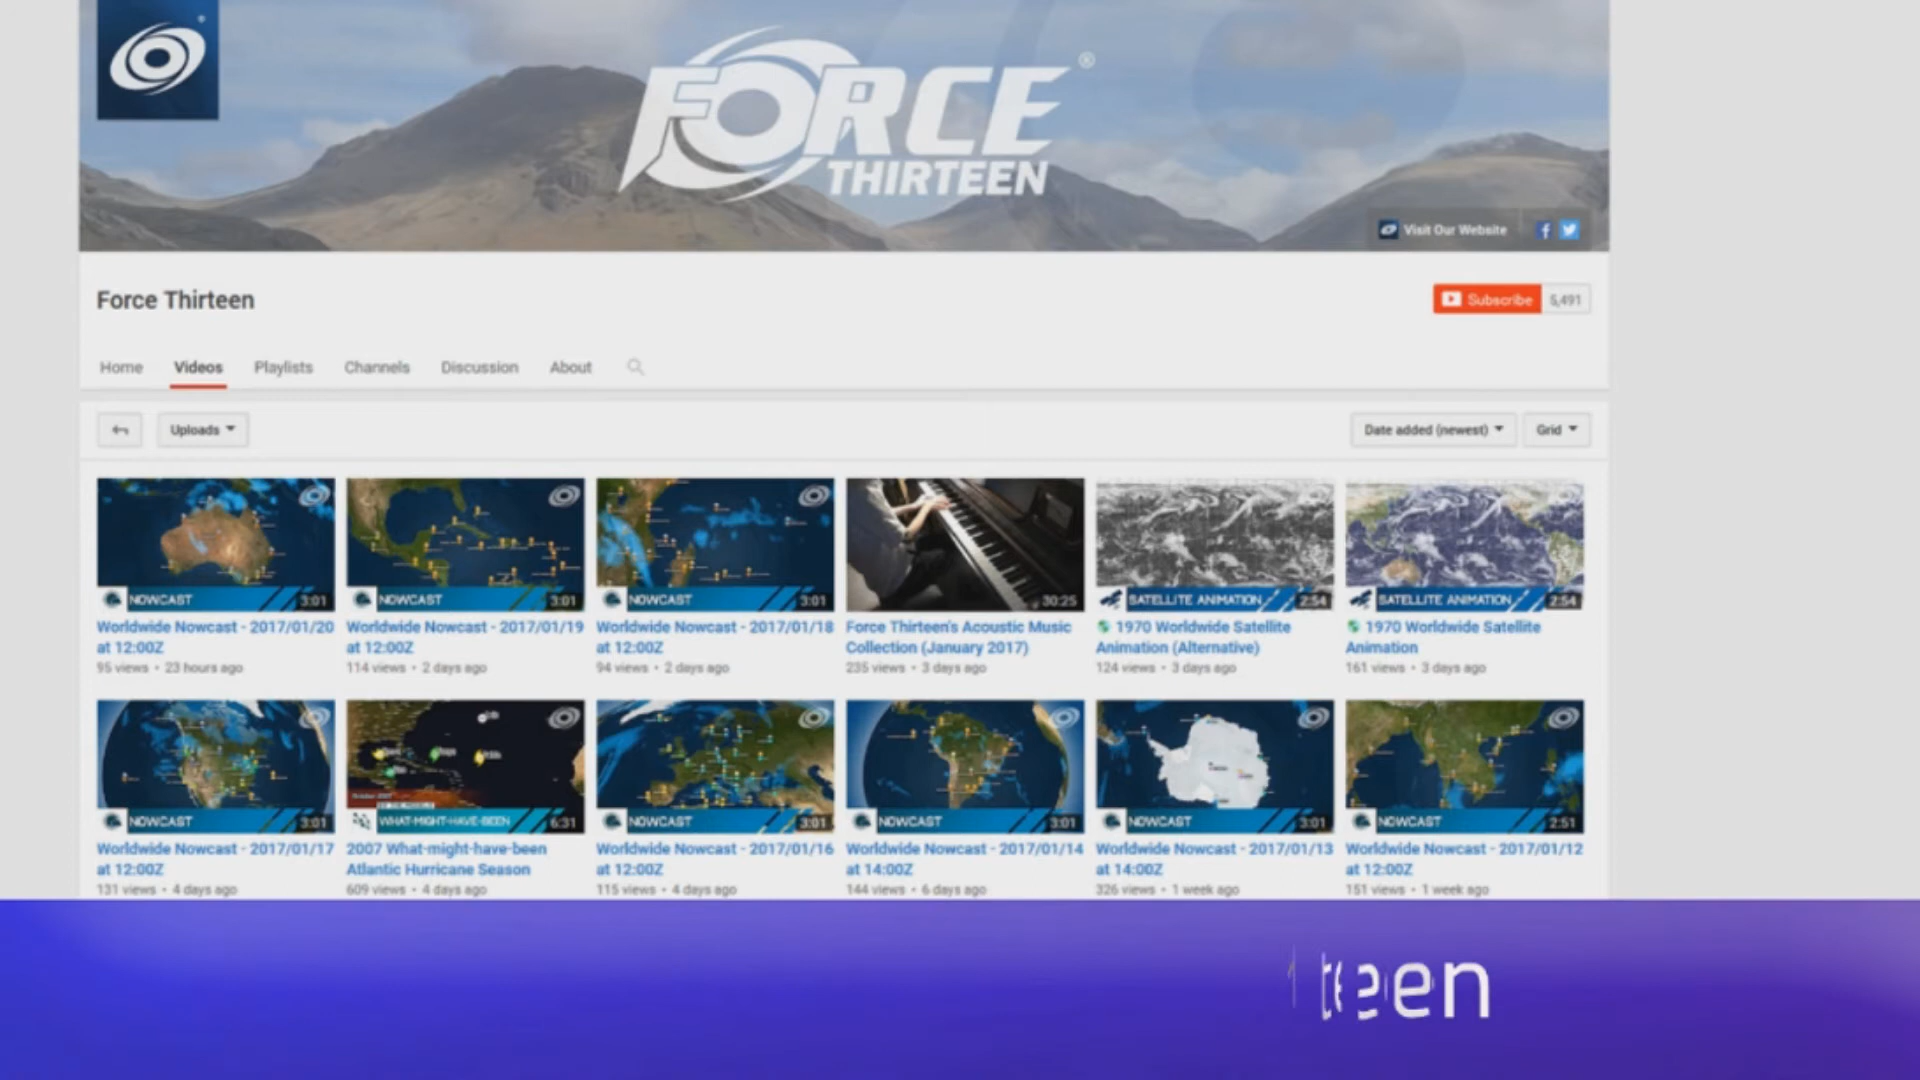 FORCE ®
THIRTEEN
Visit Our Website
Force Thirteen
Subscribe 5,491
Home Videos Playlists Channels Discussion About
Uploads Date added (newest) Grid
NOWCAST 3:01
NOWCAST 3:01
NOWCAST 3:01
30:25
SATELLITE ANIMATION 2:54
SATELLITE ANIMATION 2:54
Worldwide Nowcast - 2017/01/20
at 12:00Z
95 views • 23 hours ago
Worldwide Nowcast - 2017/01/19
at 12:00Z
114 views • 2 days ago
Worldwide Nowcast - 2017/01/18
at 12:00Z
94 views • 2 days ago
Force Thirteen's Acoustic Music
Collection (January 2017)
235 views • 3 days ago
1970 Worldwide Satellite
Animation (Alternative)
124 views • 3 days ago
1970 Worldwide Satellite
Animation
161 views • 3 days ago
NOWCAST 3:01
WHAT-MIGHT-HAVE-BEEN 6:31
NOWCAST 3:01
NOWCAST 3:01
NOWCAST 3:01
NOWCAST 2:51
Worldwide Nowcast - 2017/01/17
at 12:00Z
131 views • 4 days ago
2007 What-might-have-been
Atlantic Hurricane Season
609 views • 4 days ago
Worldwide Nowcast - 2017/01/16
at 12:00Z
115 views • 4 days ago
Worldwide Nowcast - 2017/01/14
at 14:00Z
144 views • 6 days ago
Worldwide Nowcast - 2017/01/13
at 14:00Z
326 views • 1 week ago
Worldwide Nowcast - 2017/01/12
at 12:00Z
151 views • 1 week ago
teen